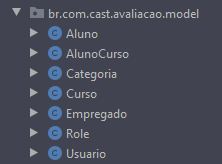 br.com.cast.avaliacao.model
Aluno
AlunoCurso
Categoria
Curso
Empregado
Role
Usuario